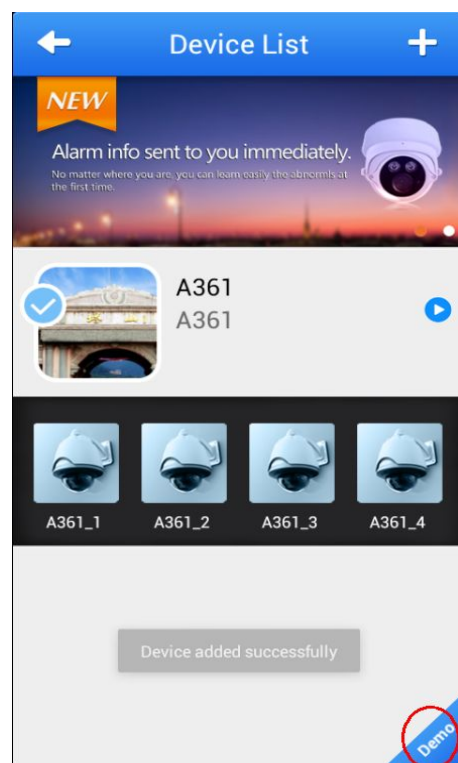 Device List
NEW
Alarm info sent to you immediately.
No matter where you are, you can learn easily the abnormls at
the first time.
A361
A361
A361_1
A361_2
A361_3
A361_4
Device added successfully
Demo